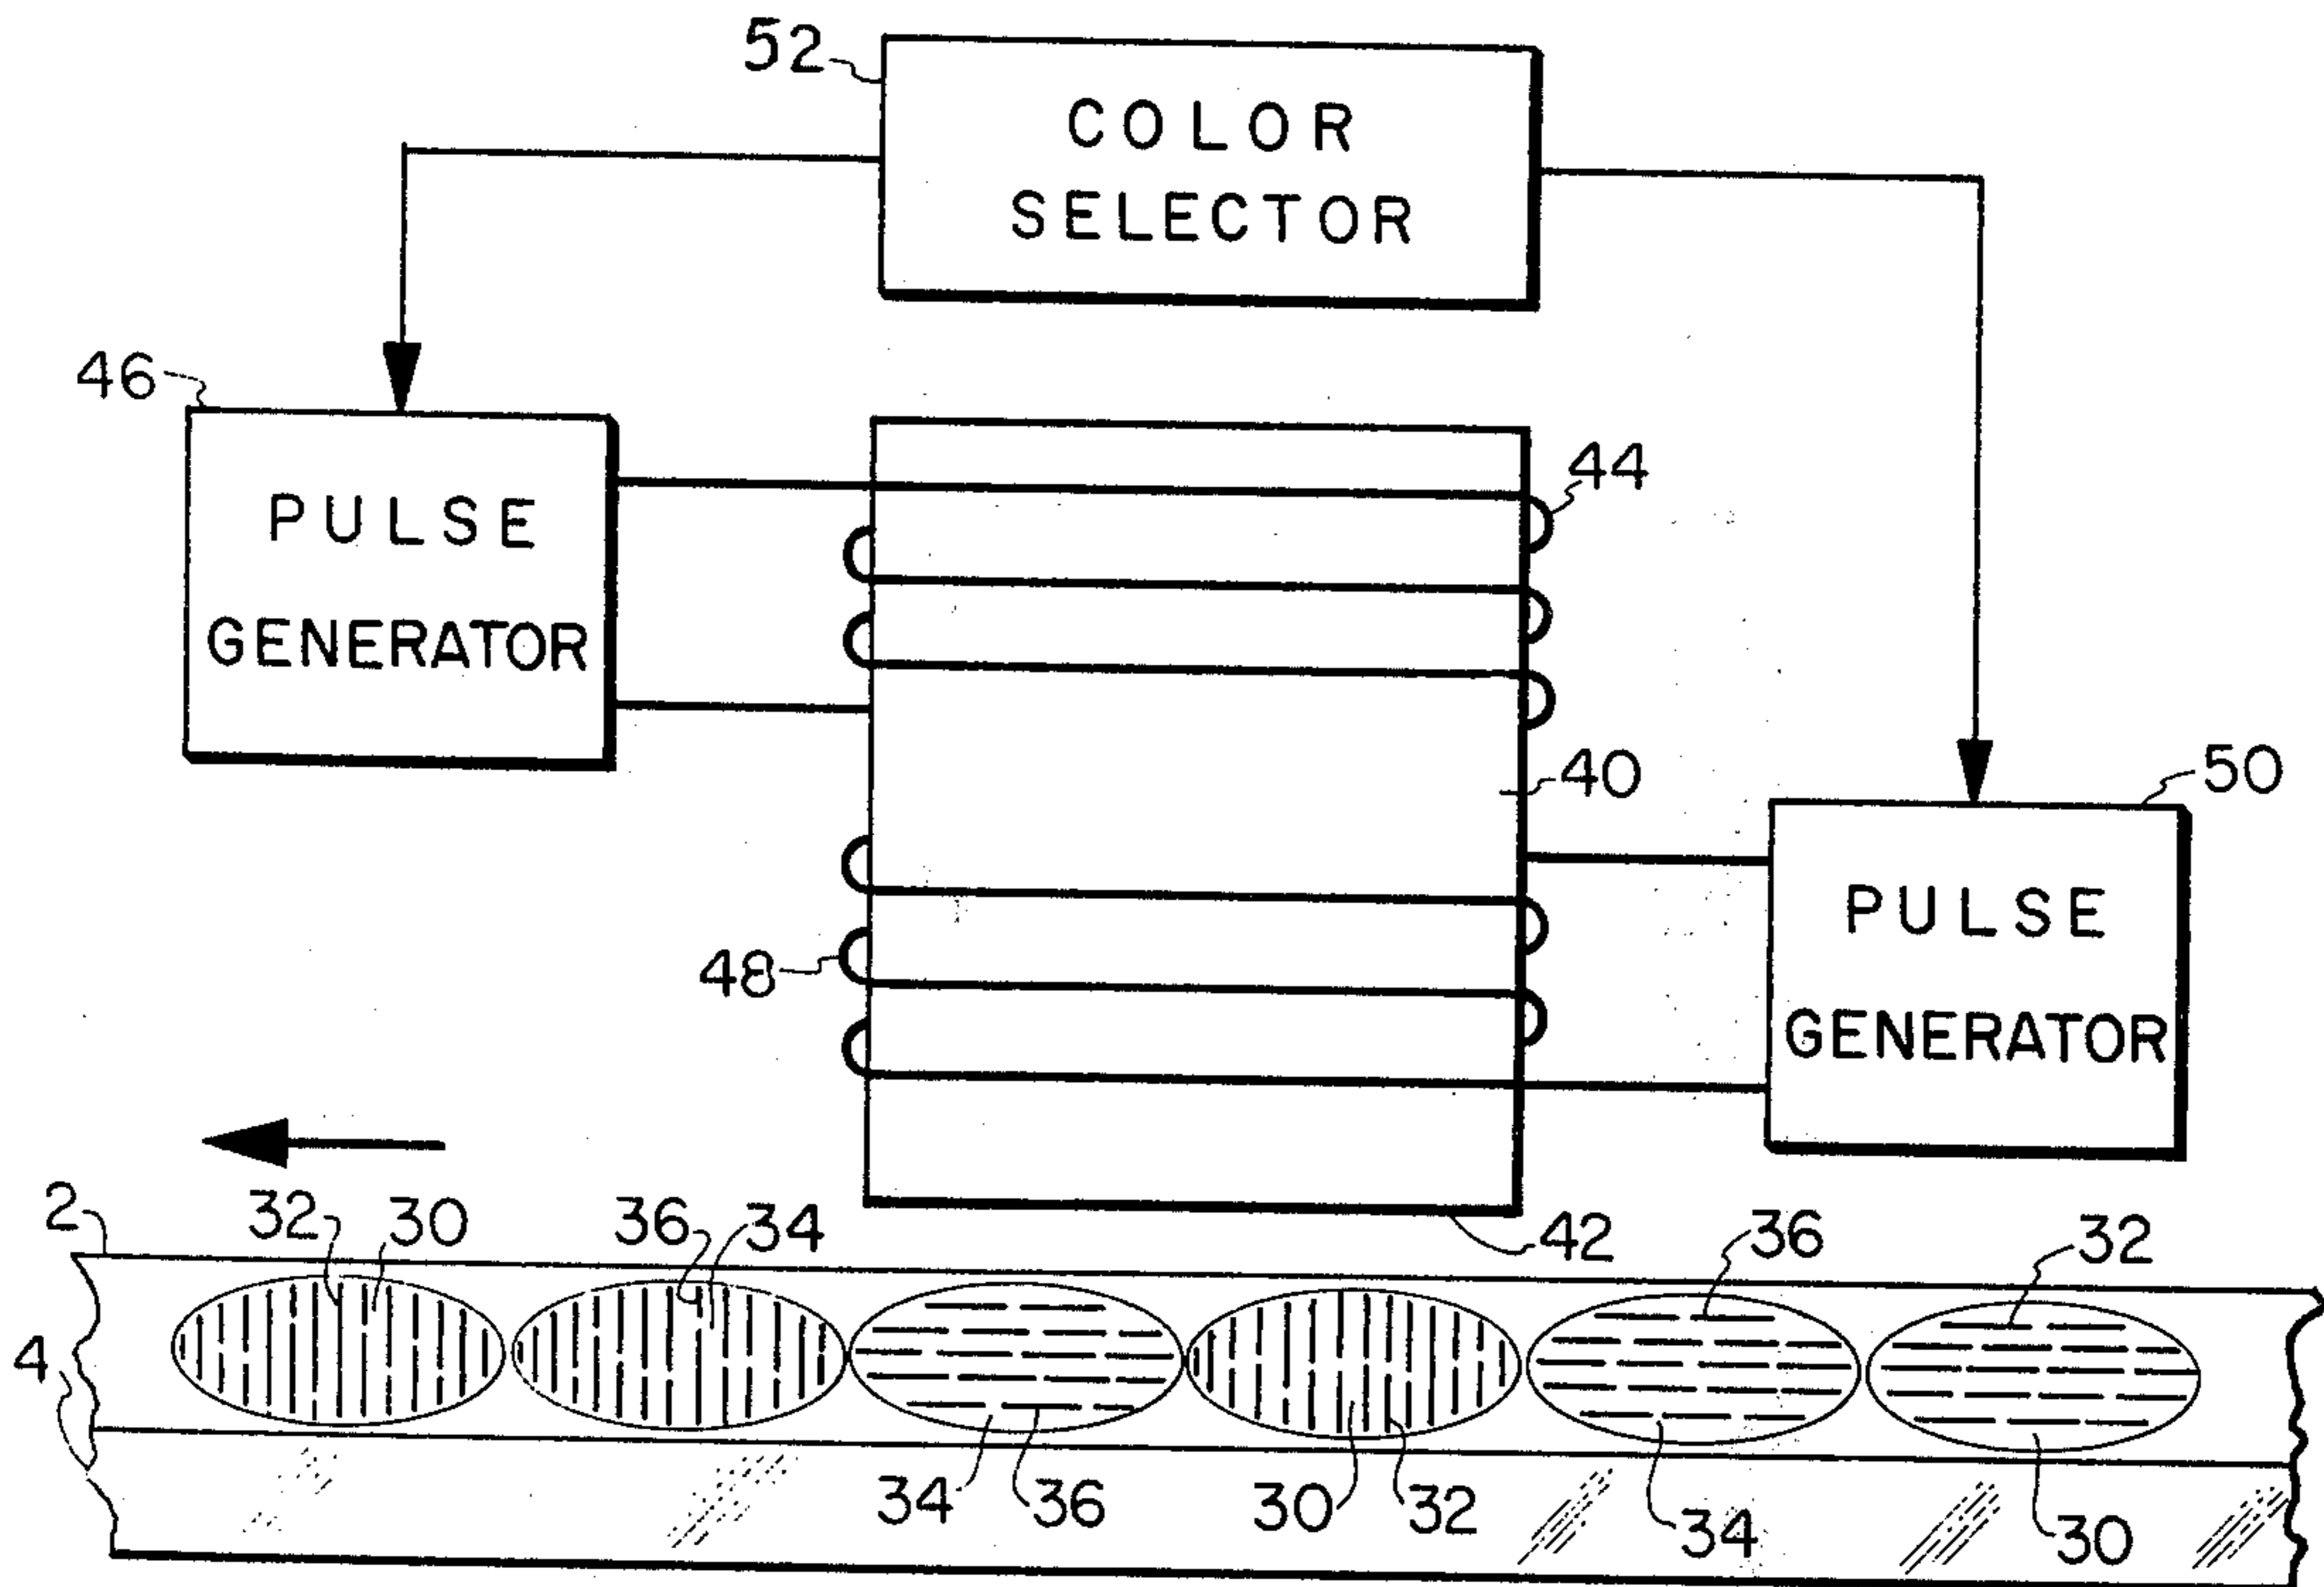 52
COLOR
SELECTOR
46
PULSE
GENERATOR
44
40
50
PULSE
GENERATOR
48
2
32 30 36 34 42 36 32
4
34 36 30 32 34 30